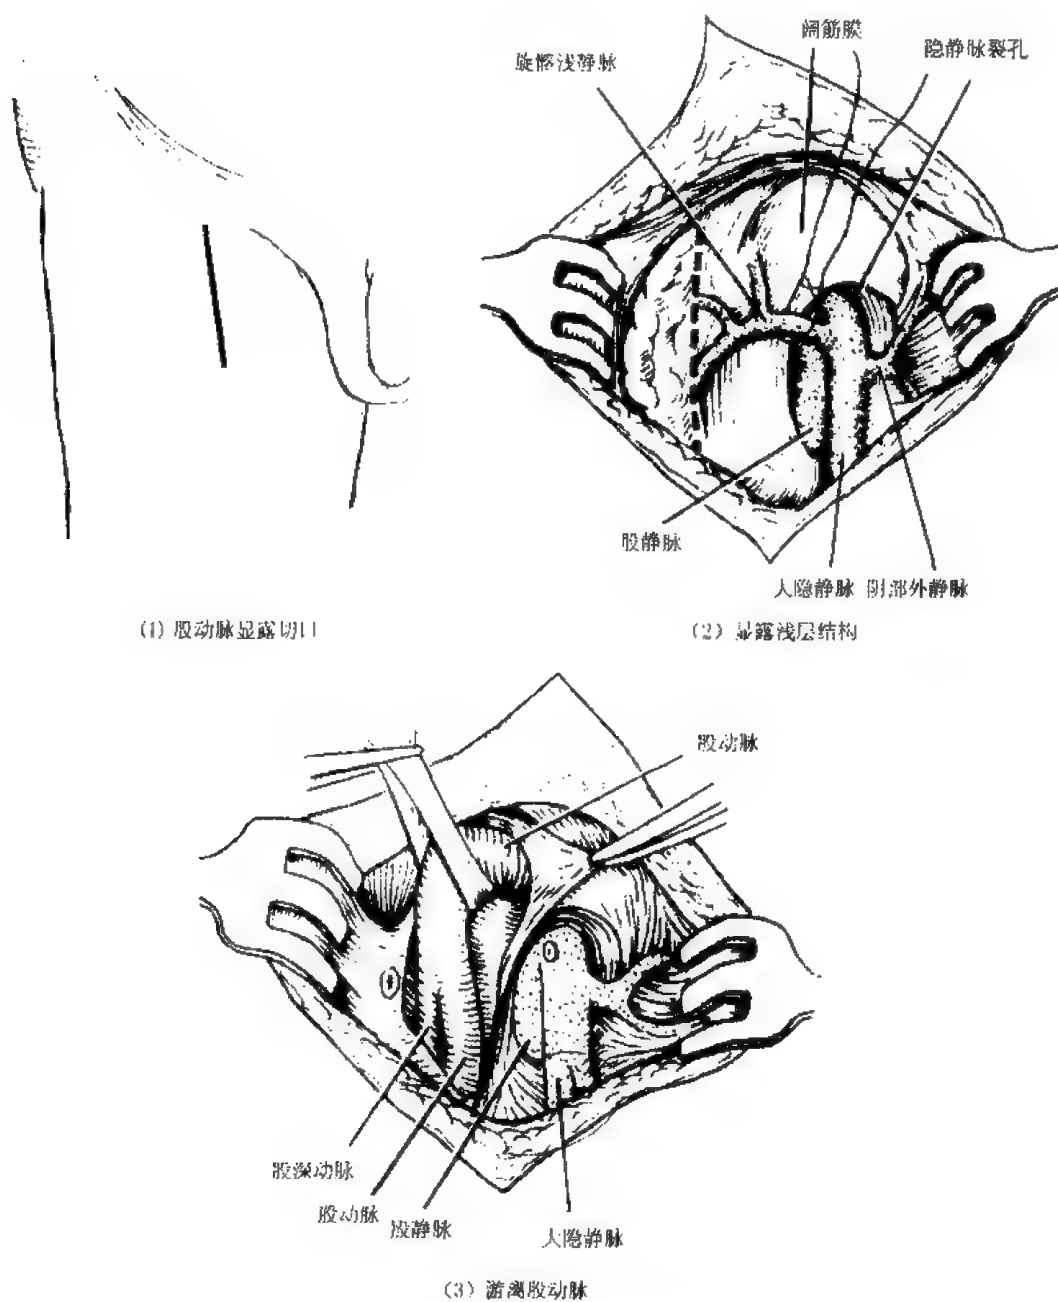 旋髂浅静脉
阔筋膜
隐静脉裂孔
股静脉
大隐静脉 阴部外静脉
(1) 股动脉显露切口
(2) 显露浅层结构
股动脉
股深动脉
股动脉
股静脉
大隐静脉
(3) 游离股动脉